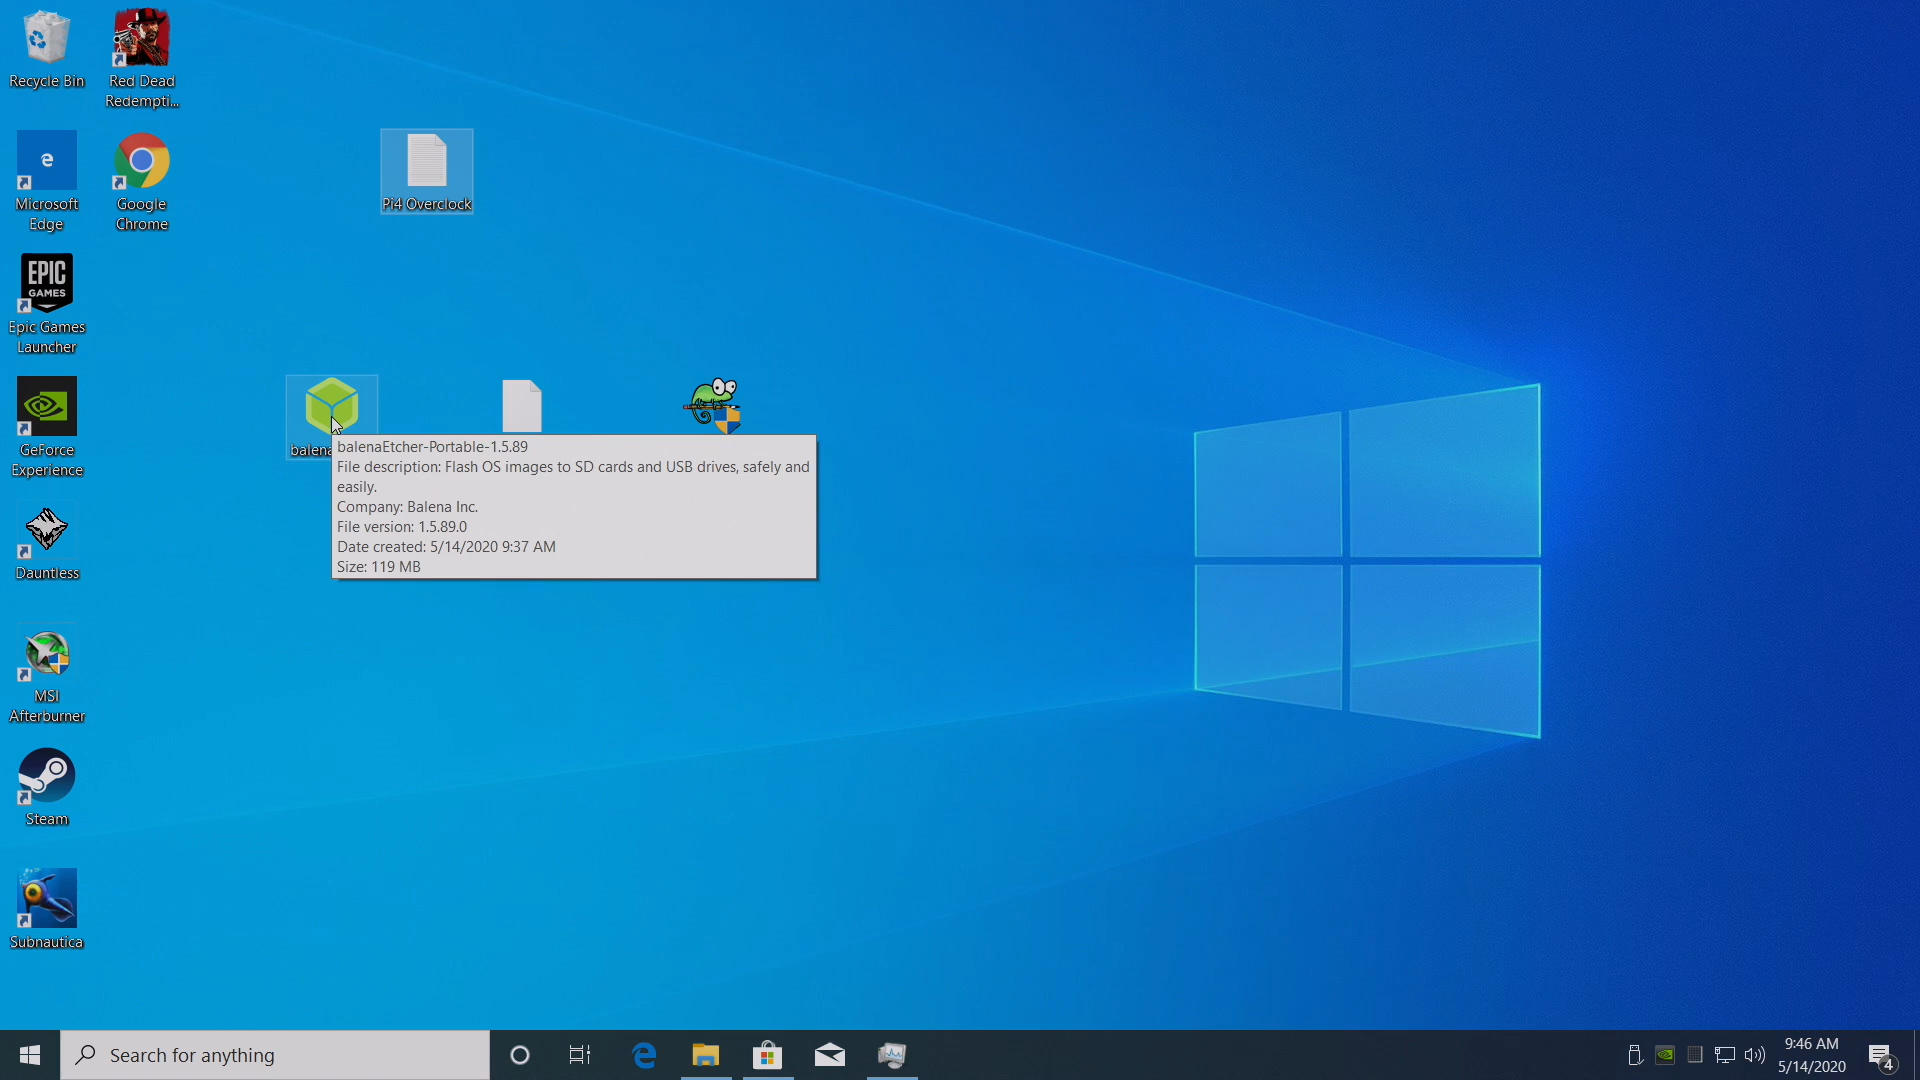 Recycle Bin
Red Dead
Redempti...
Microsoft
Edge
Google
Chrome
Pi4 Overclock
EPIC
GAMES
Epic Games
Launcher
GeForce
Experience
balena
balenaEtcher-Portable-1.5.89
File description: Flash OS images to SD cards and USB drives, safely and
easily.
Company: Balena Inc.
File version: 1.5.89.0
Date created: 5/14/2020 9:37 AM
Size: 119 MB
Dauntless
MSI
Afterburner
Steam
Subnautica
Search for anything
9:46 AM
5/14/2020
4